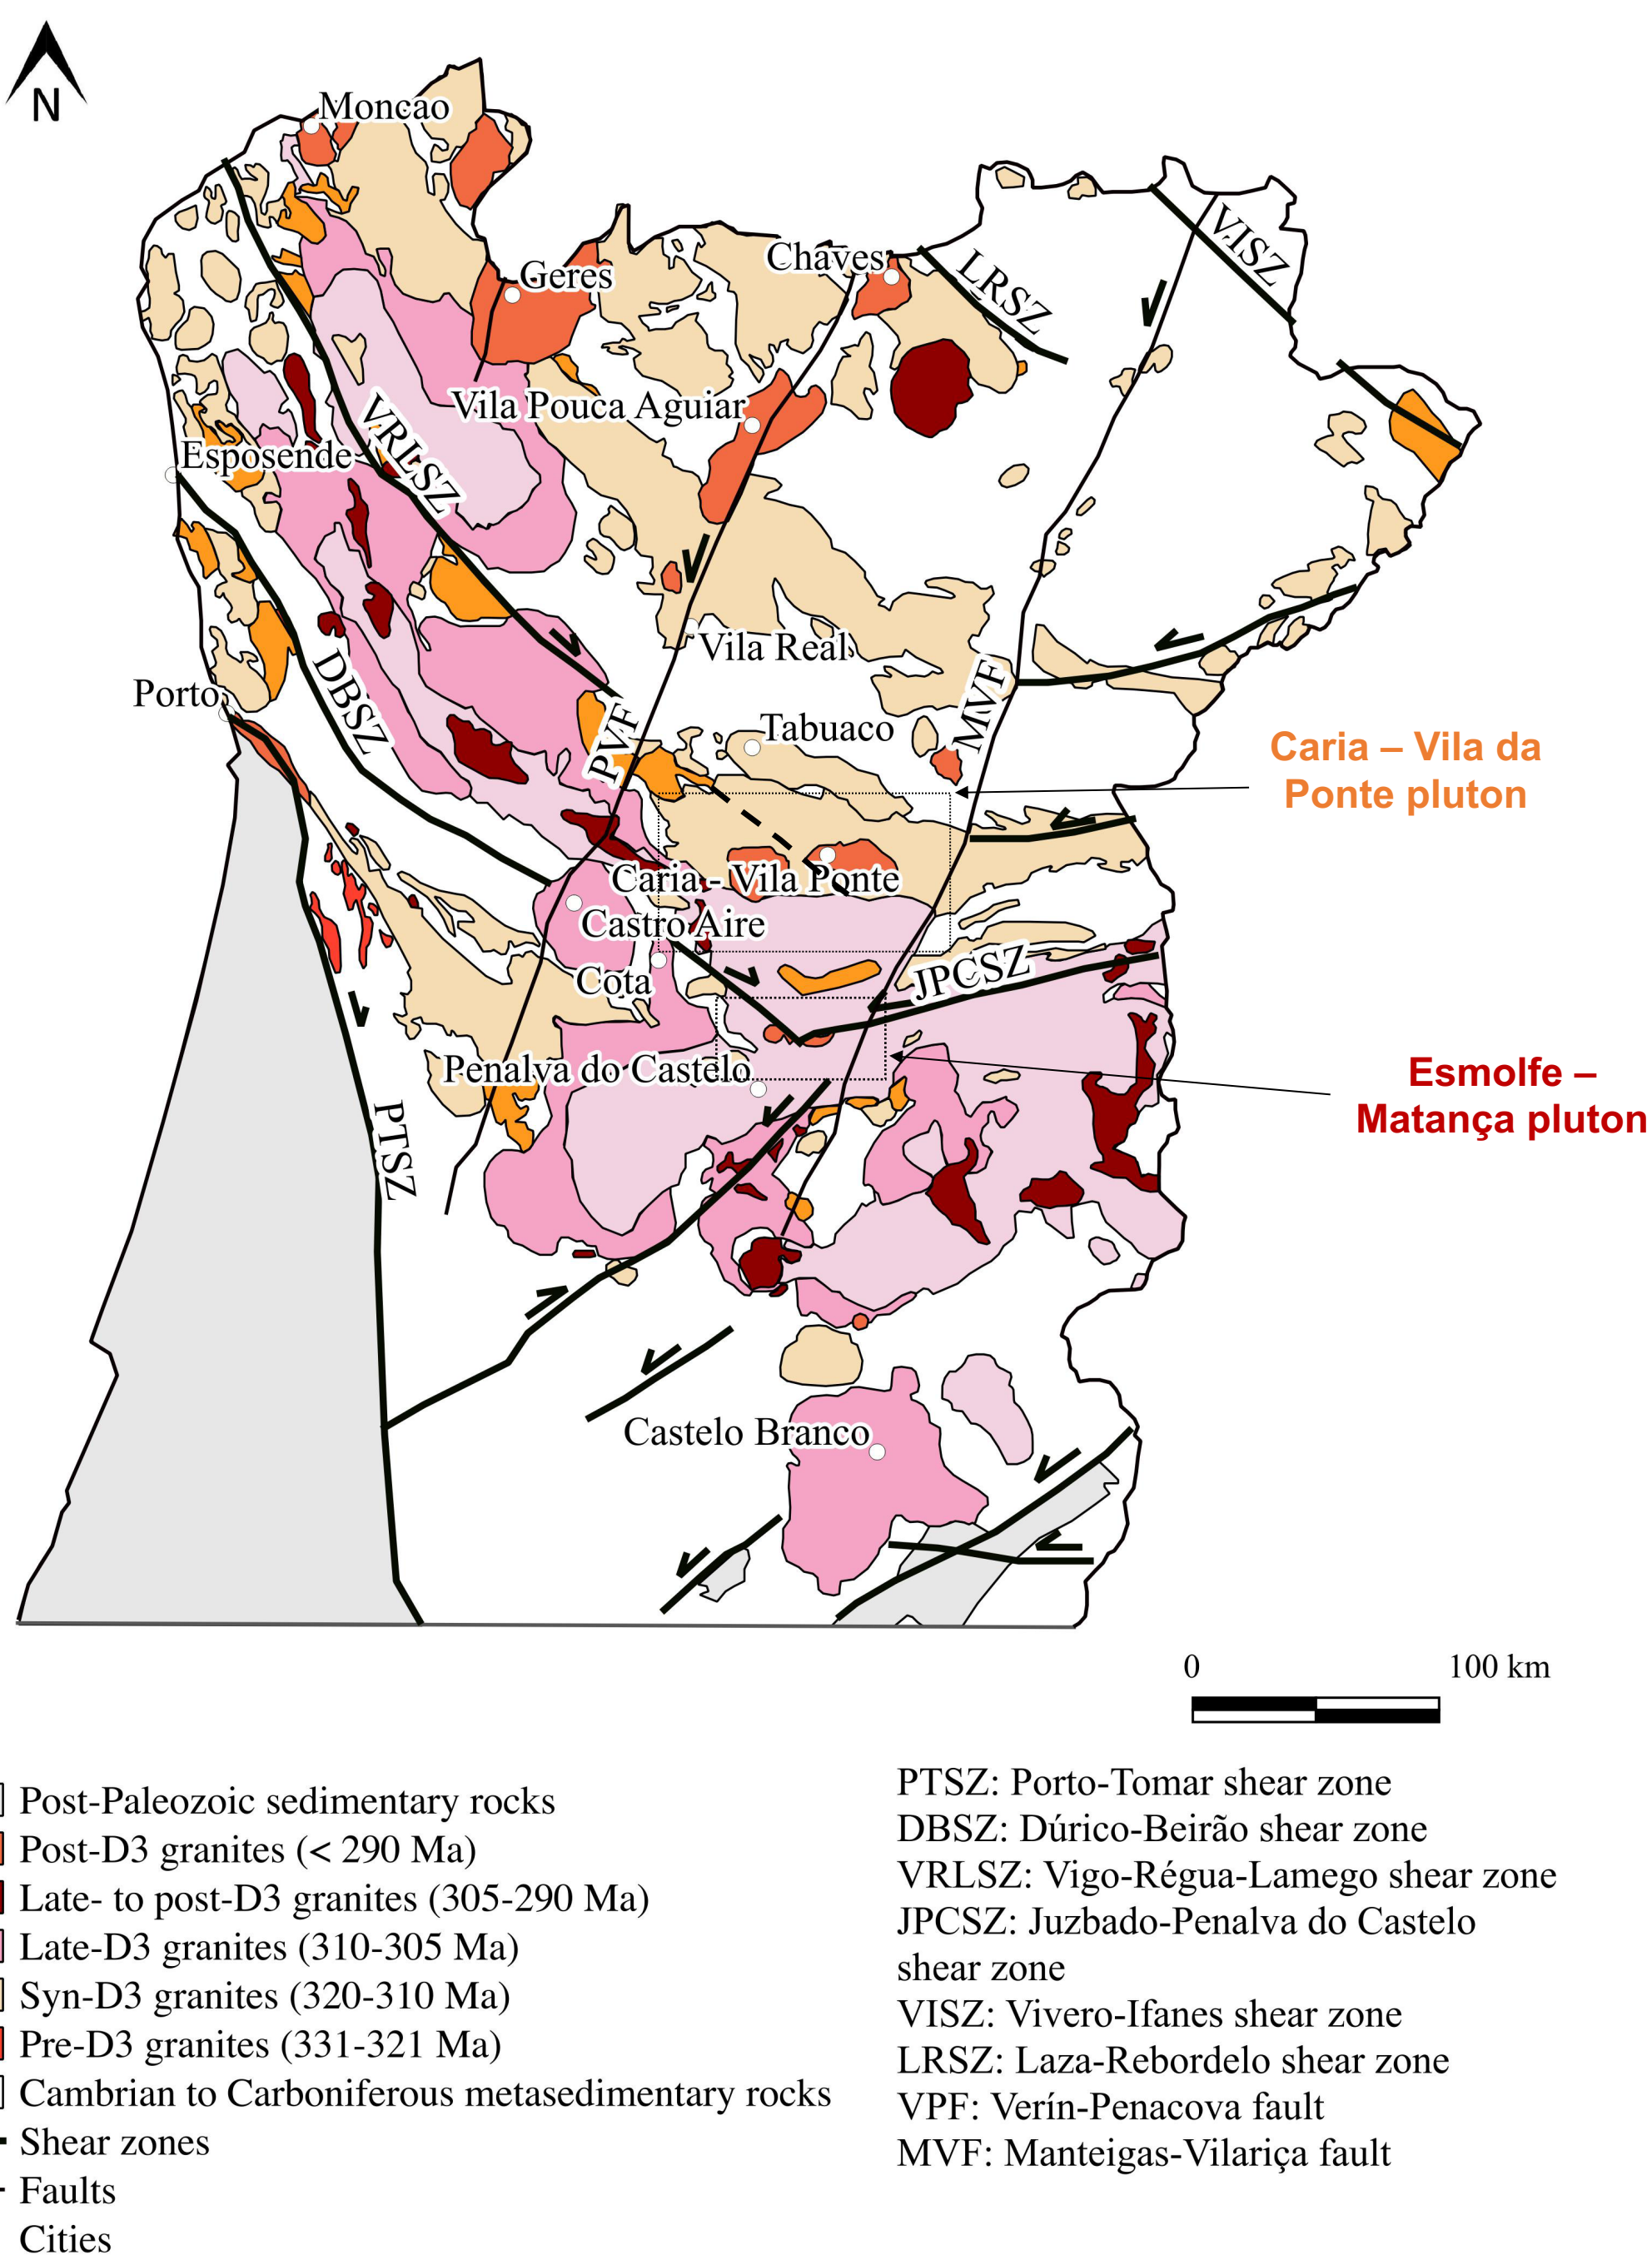 N
Moncao
Geres
Chaves
LRSZ
VISZ
Vila Pouca Aguiar
VRLSZ
Esposende
Vila Real
DBSZ
Porto
PVF
MVF
Tabuaco
Caria – Vila da
Ponte pluton
Caria - Vila Ponte
Castro Aire
Cota
JPCSZ
Penalva do Castelo
Esmolfe –
Matança pluton
PTSZ
Castelo Branco
0
100 km
Post-Paleozoic sedimentary rocks
Post-D3 granites (< 290 Ma)
Late- to post-D3 granites (305-290 Ma)
Late-D3 granites (310-305 Ma)
Syn-D3 granites (320-310 Ma)
Pre-D3 granites (331-321 Ma)
Cambrian to Carboniferous metasedimentary rocks
Shear zones
Faults
Cities
PTSZ: Porto-Tomar shear zone
DBSZ: Dúrico-Beirão shear zone
VRLSZ: Vigo-Régua-Lamego shear zone
JPCSZ: Juzbado-Penalva do Castelo
shear zone
VISZ: Vivero-Ifanes shear zone
LRSZ: Laza-Rebordelo shear zone
VPF: Verín-Penacova fault
MVF: Manteigas-Vilariça fault